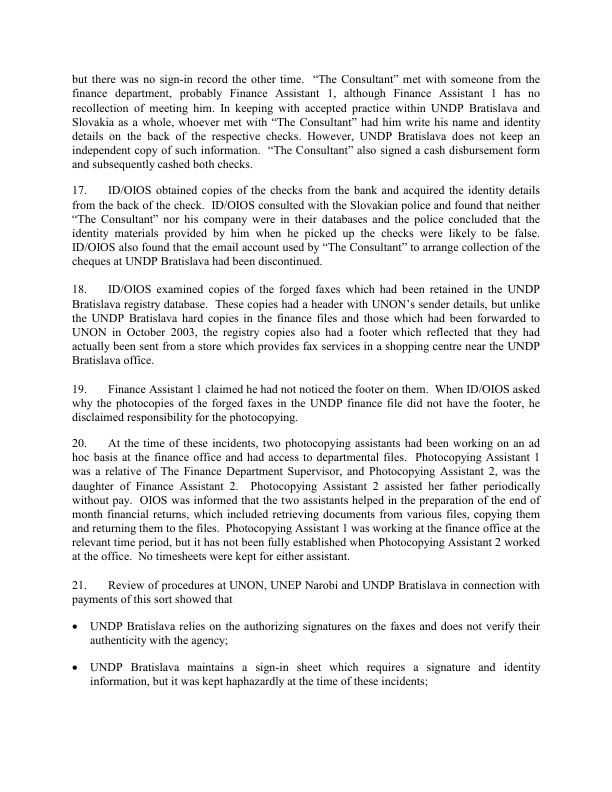 but there was no sign-in record the other time.  “The Consultant” met with someone from the
finance department, probably Finance Assistant 1, although Finance Assistant 1 has no
recollection of meeting him. In keeping with accepted practice within UNDP Bratislava and
Slovakia as a whole, whoever met with “The Consultant” had him write his name and identity
details on the back of the respective checks. However, UNDP Bratislava does not keep an
independent copy of such information.  “The Consultant” also signed a cash disbursement form
and subsequently cashed both checks.
17. ID/OIOS obtained copies of the checks from the bank and acquired the identity details
from the back of the check.  ID/OIOS consulted with the Slovakian police and found that neither
“The Consultant” nor his company were in their databases and the police concluded that the
identity materials provided by him when he picked up the checks were likely to be false.
ID/OIOS also found that the email account used by “The Consultant” to arrange collection of the
cheques at UNDP Bratislava had been discontinued.
18. ID/OIOS examined copies of the forged faxes which had been retained in the UNDP
Bratislava registry database.  These copies had a header with UNON’s sender details, but unlike
the UNDP Bratislava hard copies in the finance files and those which had been forwarded to
UNON in October 2003, the registry copies also had a footer which reflected that they had
actually been sent from a store which provides fax services in a shopping centre near the UNDP
Bratislava office.
19. Finance Assistant 1 claimed he had not noticed the footer on them.  When ID/OIOS asked
why the photocopies of the forged faxes in the UNDP finance file did not have the footer, he
disclaimed responsibility for the photocopying.
20. At the time of these incidents, two photocopying assistants had been working on an ad
hoc basis at the finance office and had access to departmental files.  Photocopying Assistant 1
was a relative of The Finance Department Supervisor, and Photocopying Assistant 2, was the
daughter of Finance Assistant 2.  Photocopying Assistant 2 assisted her father periodically
without pay.  OIOS was informed that the two assistants helped in the preparation of the end of
month financial returns, which included retrieving documents from various files, copying them
and returning them to the files.  Photocopying Assistant 1 was working at the finance office at the
relevant time period, but it has not been fully established when Photocopying Assistant 2 worked
at the office.  No timesheets were kept for either assistant.
21. Review of procedures at UNON, UNEP Narobi and UNDP Bratislava in connection with
payments of this sort showed that
• UNDP Bratislava relies on the authorizing signatures on the faxes and does not verify their
authenticity with the agency;
• UNDP Bratislava maintains a sign-in sheet which requires a signature and identity
information, but it was kept haphazardly at the time of these incidents;